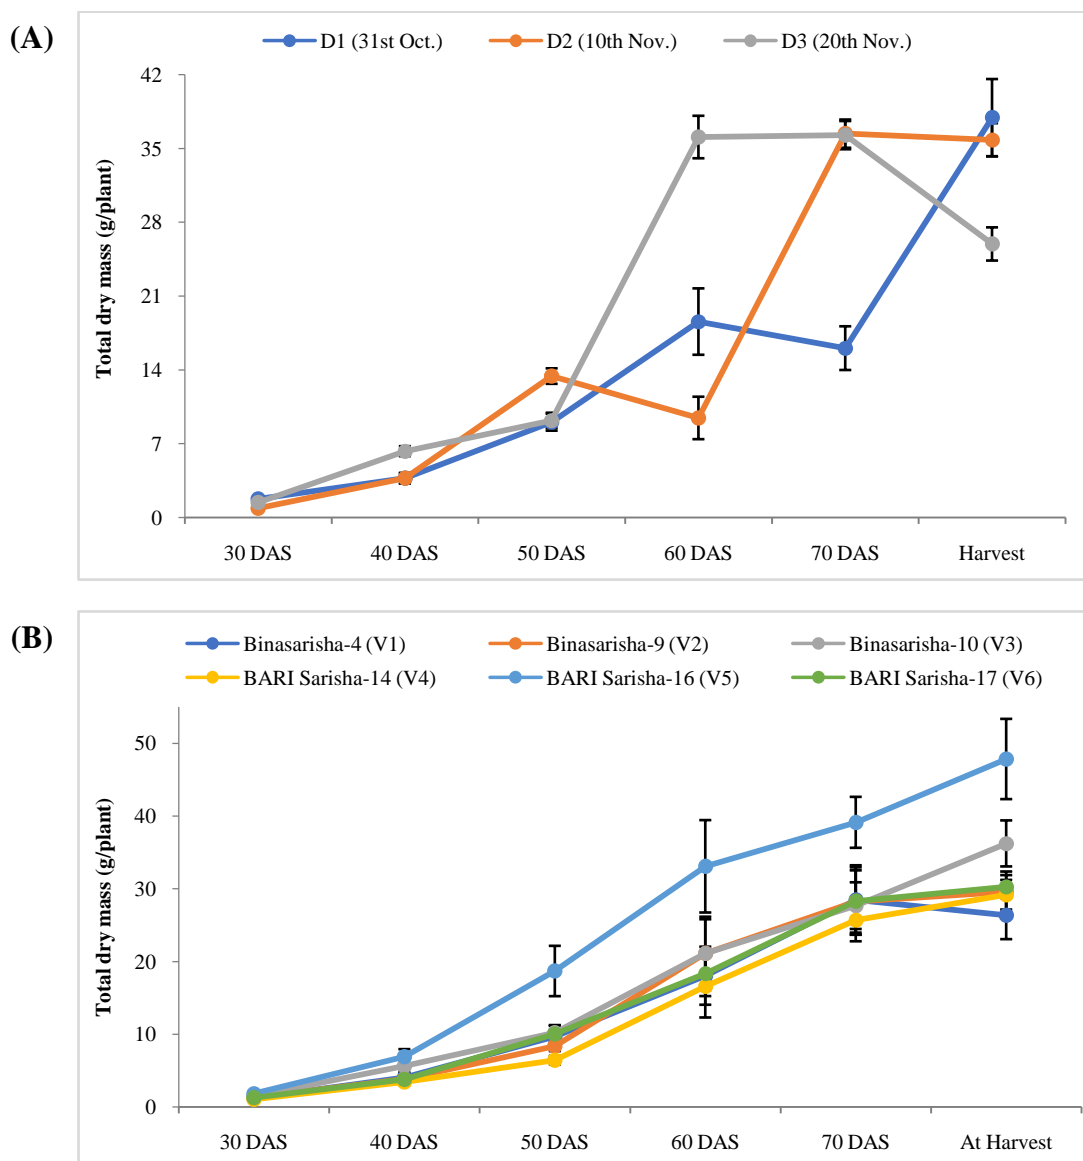 (A)
D1 (31st Oct.) D2 (10th Nov.) D3 (20th Nov.)
42
35
28
21
14
7
0
Total dry mass (g/plant)
30 DAS 40 DAS 50 DAS 60 DAS 70 DAS Harvest
(B)
Binasarisha-4 (V1) Binasarisha-9 (V2) Binasarisha-10 (V3)
BARI Sarisha-14 (V4) BARI Sarisha-16 (V5) BARI Sarisha-17 (V6)
50
40
30
20
10
0
Total dry mass (g/plant)
30 DAS 40 DAS 50 DAS 60 DAS 70 DAS At Harvest